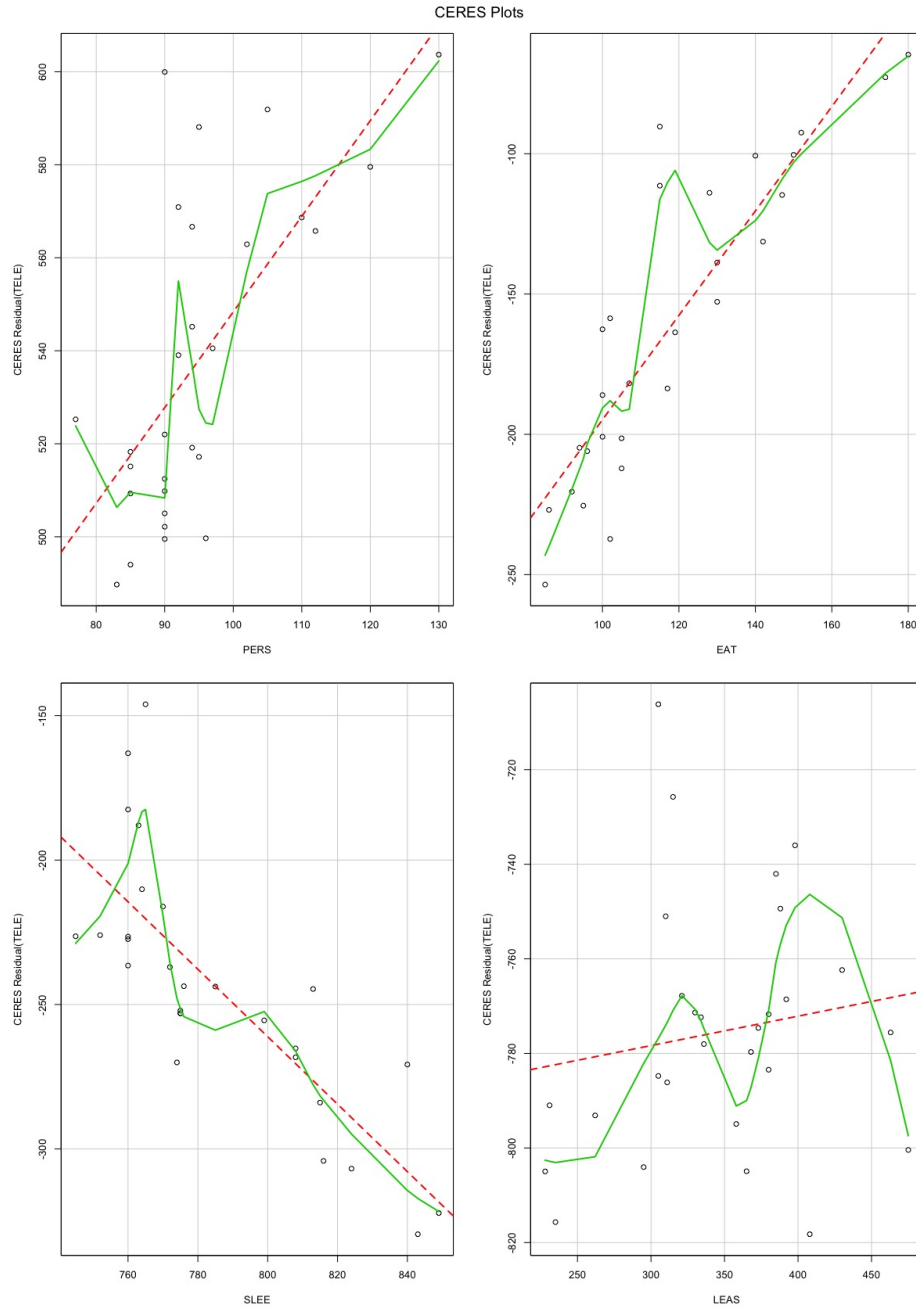 CERES Plots
CERES Residual(TELE)
600
580
560
540
520
500
80 90 100 110 120 130
PERS
CERES Residual(TELE)
-100
-150
-200
-250
100 120 140 160 180
EAT
CERES Residual(TELE)
-150
-200
-250
-300
760 780 800 820 840
SLEE
CERES Residual(TELE)
-720
-740
-760
-780
-800
-820
250 300 350 400 450
LEAS